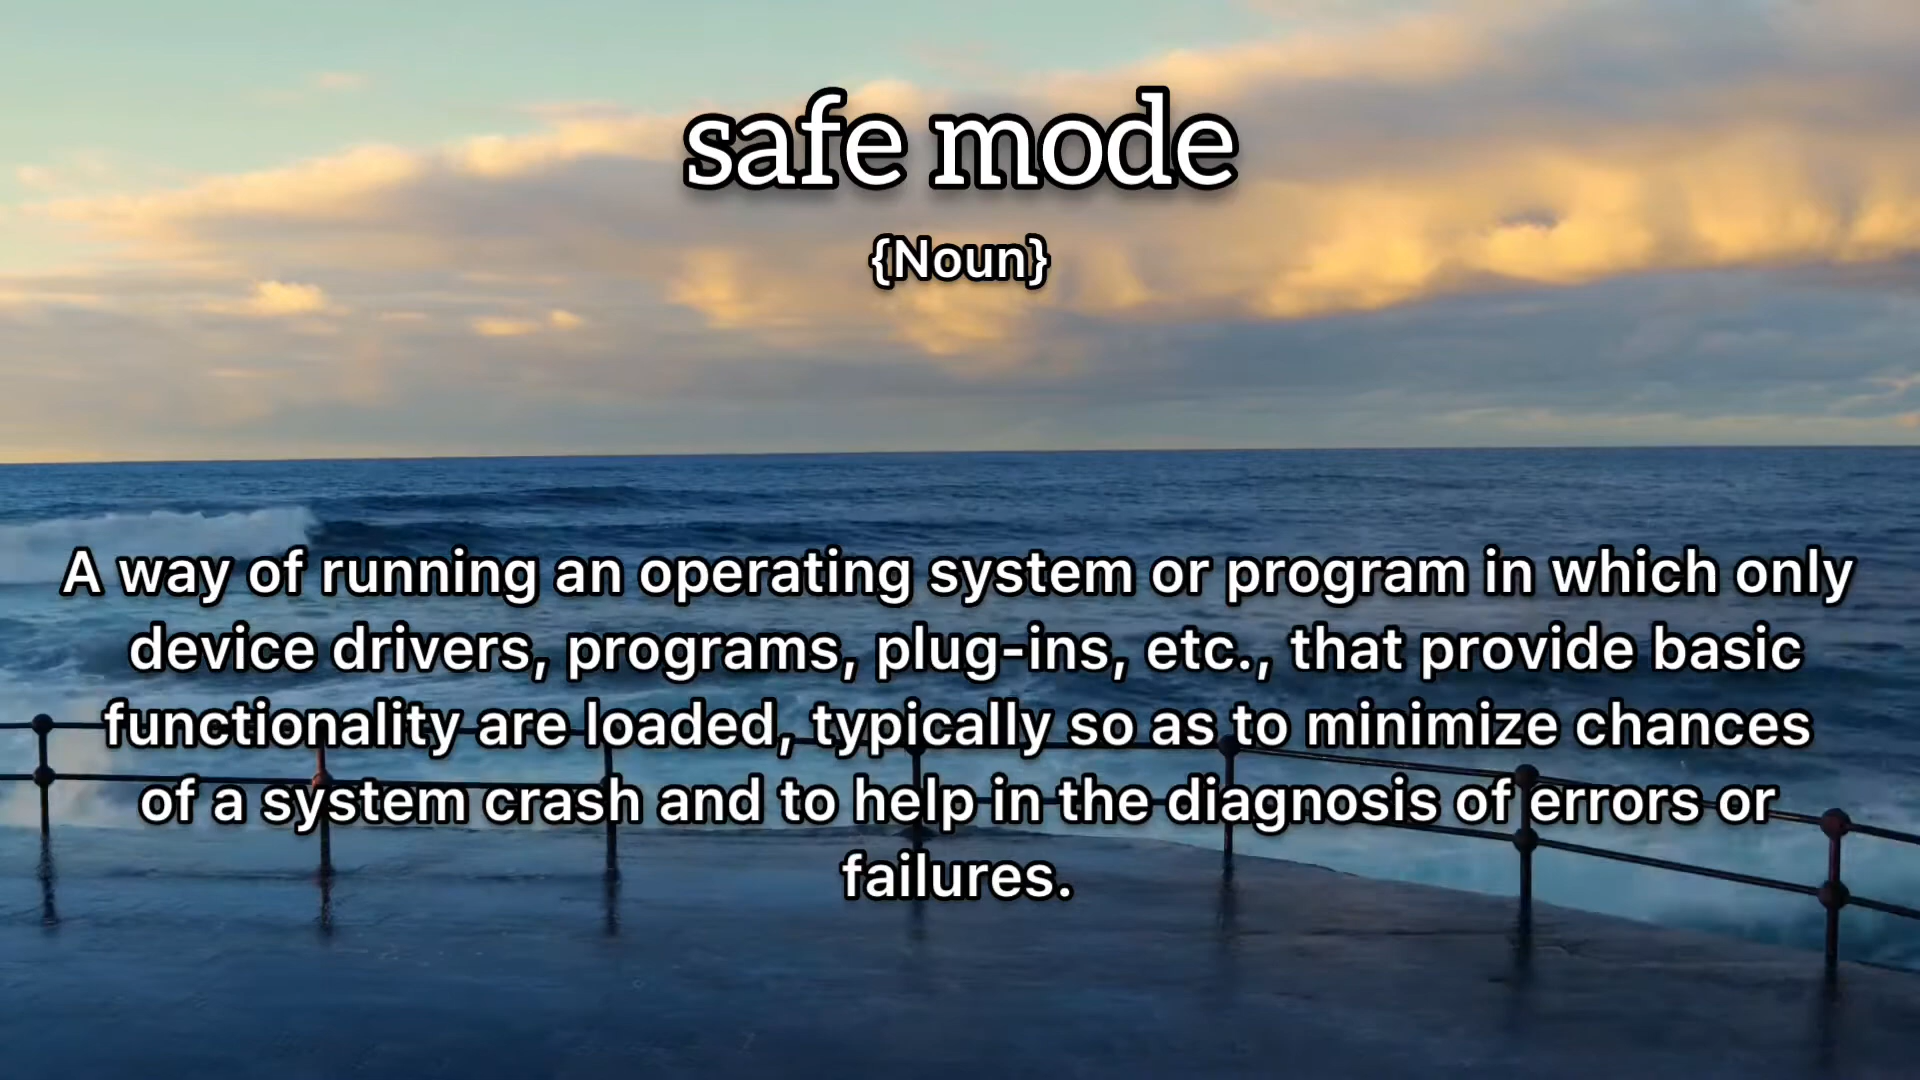 safe mode
{Noun}
A way of running an operating system or program in which only
device drivers, programs, plug-ins, etc., that provide basic
functionality are loaded, typically so as to minimize chances
of a system crash and to help in the diagnosis of errors or
failures.